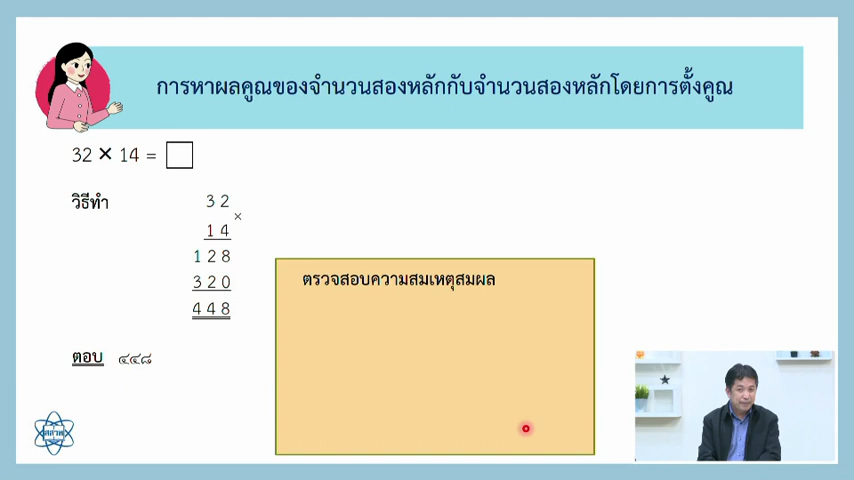 การหาผลคูณของจำนวนสองหลักกับจำนวนสองหลักโดยการตั้งคูณ
32 × 14 =
วิธีทำ
32
×
14
128
320
448
ตรวจสอบความสมเหตุสมผล
ตอบ ๔๔๘
สสวท